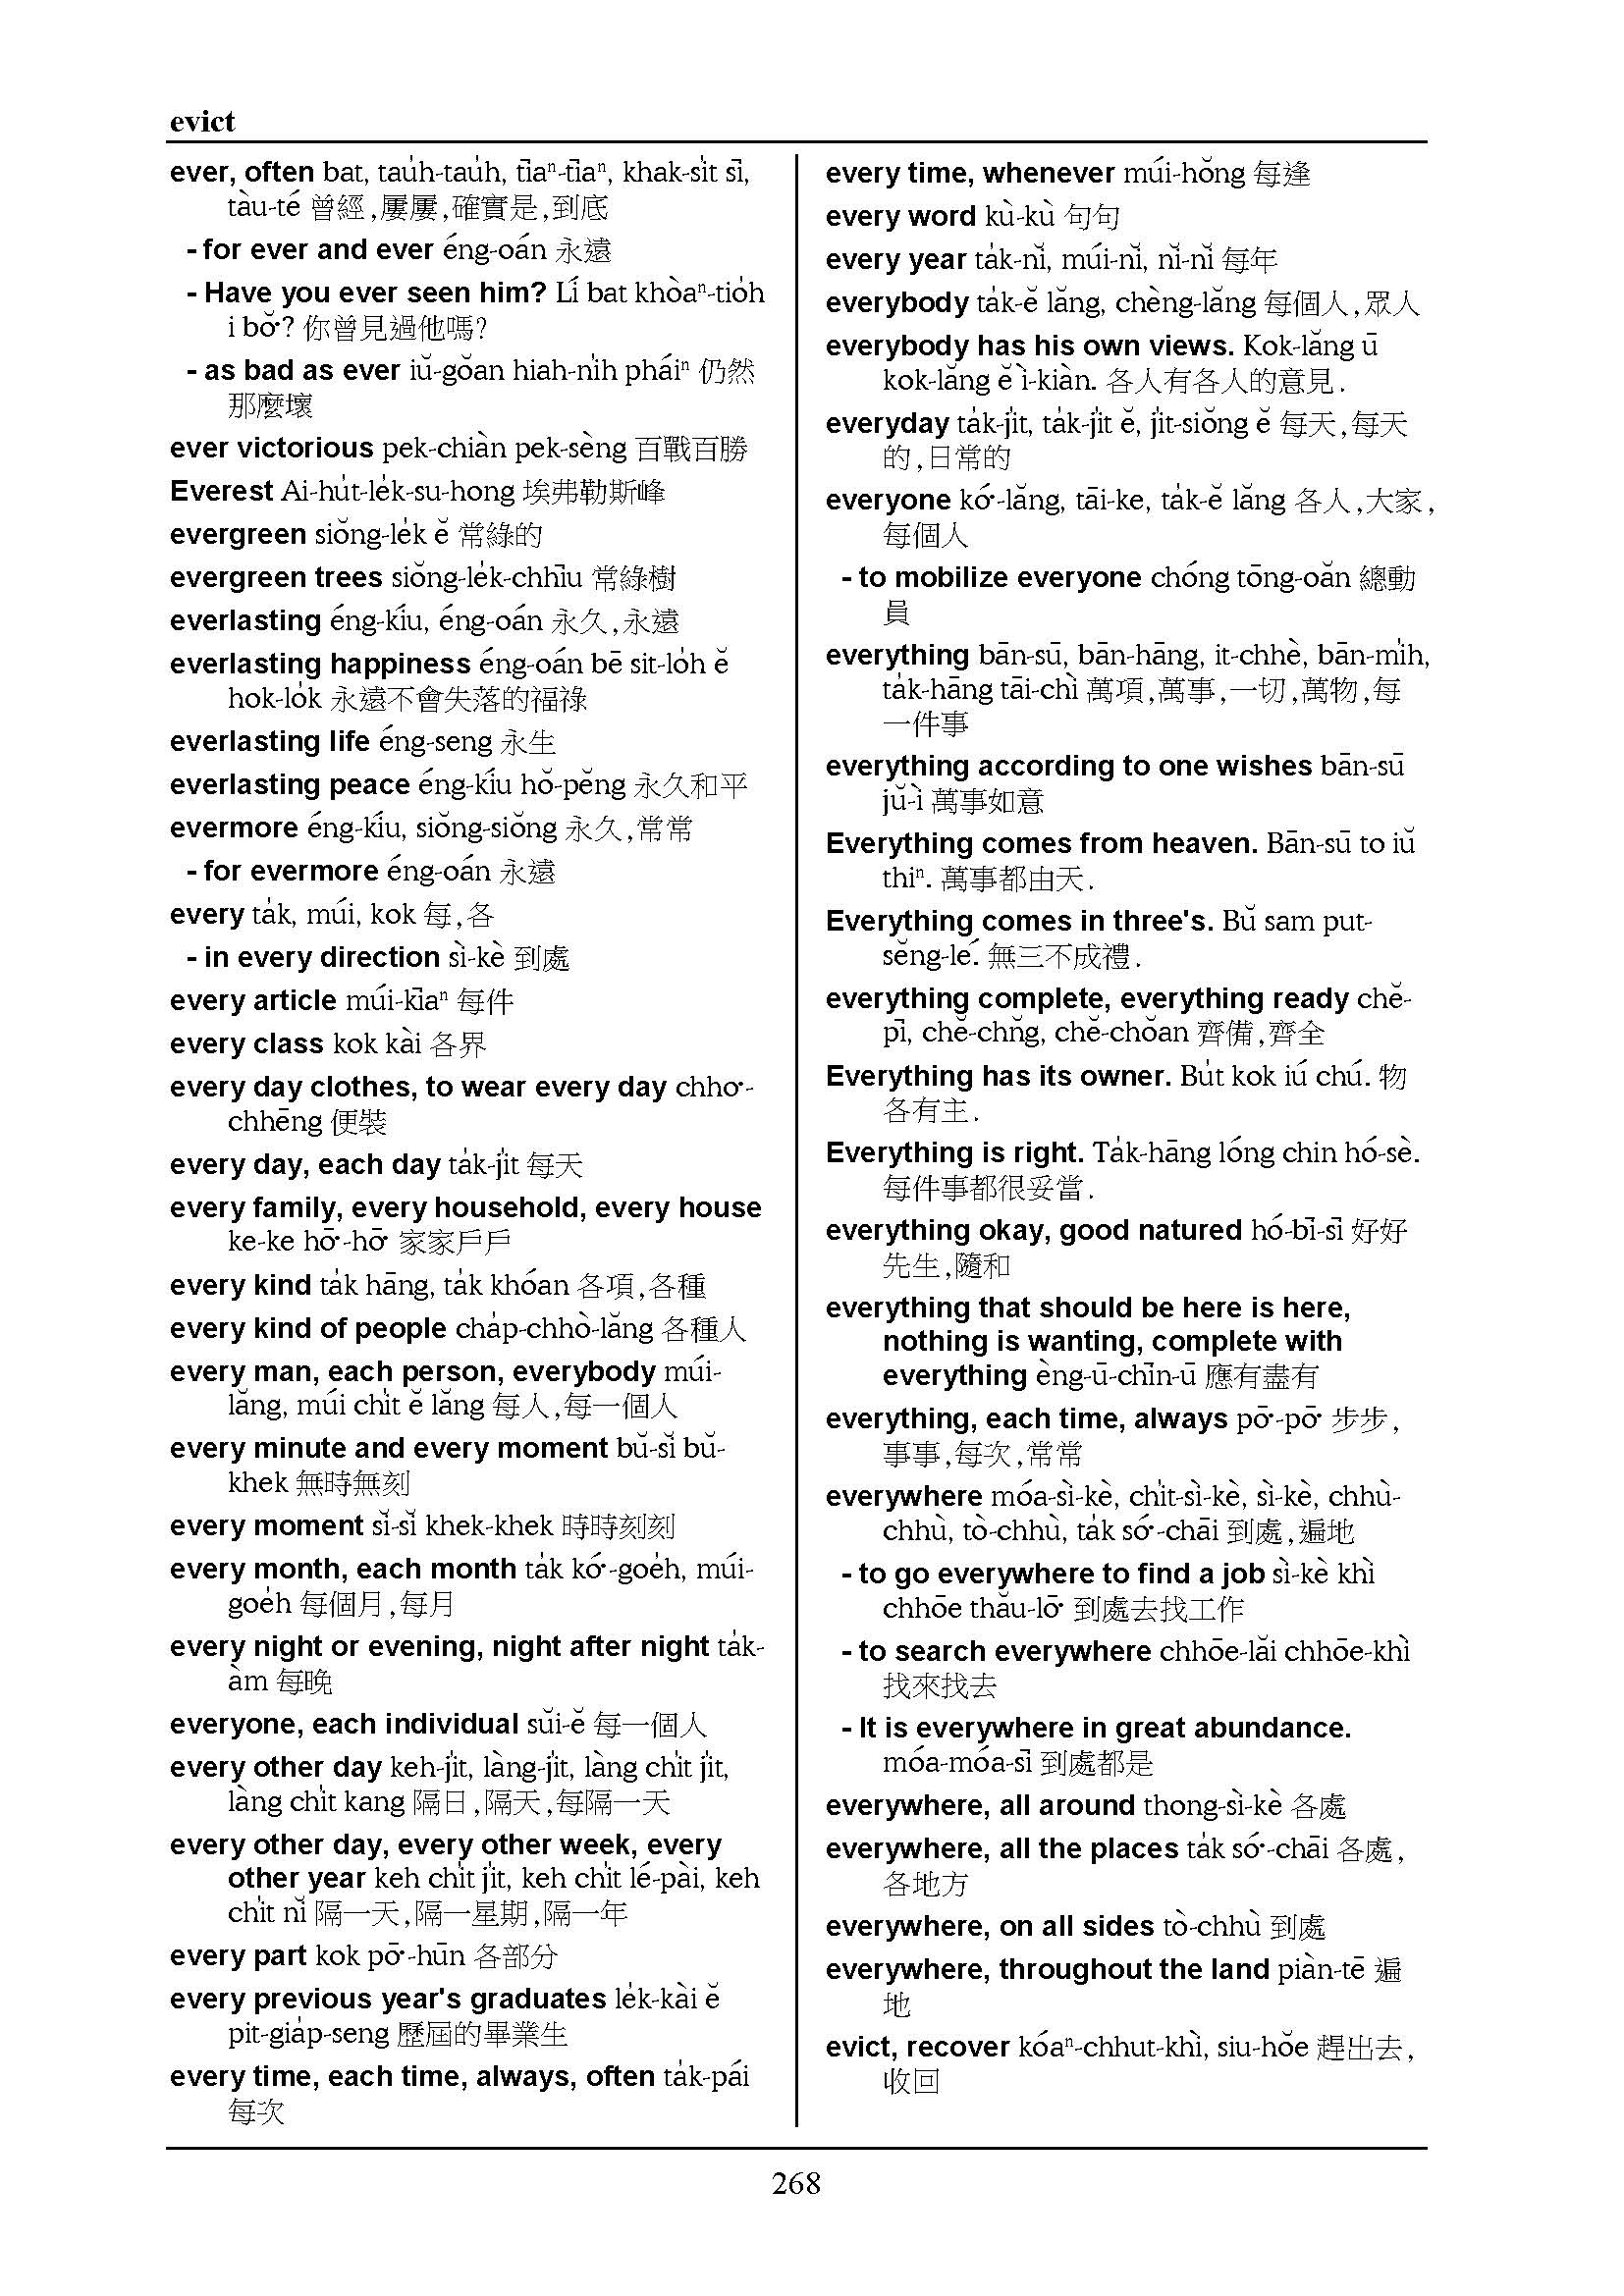 evict
ever, often bat, ta̍uh-ta̍uh, tīaⁿ-tīaⁿ, khak-si̍t sī,
tàu-té 曾經,屢屢,確實是,到底
- for ever and ever éng-oán 永遠
- Have you ever seen him? Lí bat khòaⁿ-tio̍h
i bŏ͘? 你曾見過他嗎?
- as bad as ever iŭ-gŏan hiah-ni̍h pháiⁿ 仍然
那麼壞
ever victorious pek-chiàn pek-sèng 百戰百勝
Everest Ai-hu̍t-le̍k-su-hong 埃弗勒斯峰
evergreen siŏng-le̍k ĕ 常綠的
evergreen trees siŏng-le̍k-chhīu 常綠樹
everlasting éng-kíu, éng-oán 永久,永遠
everlasting happiness éng-oán bē sit-lo̍h ĕ
hok-lo̍k 永遠不會失落的福祿
everlasting life éng-seng 永生
everlasting peace éng-kíu hŏ-pĕng 永久和平
evermore éng-kíu, siŏng-siŏng 永久,常常
- for evermore éng-oán 永遠
every ta̍k, múi, kok 每,各
- in every direction sì-kè 到處
every article múi-kīaⁿ 每件
every class kok kài 各界
every day clothes, to wear every day chho͘-
chhēng 便裝
every day, each day ta̍k-ji̍t 每天
every family, every household, every house
ke-ke hō͘-hō͘ 家家戶戶
every kind ta̍k hāng, ta̍k khóan 各項,各種
every kind of people cha̍p-chhò-lăng 各種人
every man, each person, everybody múi-
lăng, múi chi̍t ĕ lăng 每人,每一個人
every minute and every moment bŭ-sĭ bŭ-
khek 無時無刻
every moment sĭ-sĭ khek-khek 時時刻刻
every month, each month ta̍k kó͘-goe̍h, múi-
goe̍h 每個月,每月
every night or evening, night after night ta̍k-
àm 每晚
everyone, each individual sŭi-ĕ 每一個人
every other day keh-ji̍t, làng-ji̍t, làng chi̍t ji̍t,
làng chi̍t kang 隔日,隔天,每隔一天
every other day, every other week, every
other year keh chi̍t ji̍t, keh chi̍t lé-pài, keh
chi̍t nĭ 隔一天,隔一星期,隔一年
every part kok pō͘-hūn 各部分
every previous year's graduates le̍k-kài ĕ
pit-gia̍p-seng 歷屆的畢業生
every time, each time, always, often ta̍k-pái
每次
every time, whenever múi-hŏng 每逢
every word kù-kù 句句
every year ta̍k-nĭ, múi-nĭ, nĭ-nĭ 每年
everybody ta̍k-ĕ lăng, chèng-lăng 每個人,眾人
everybody has his own views. Kok-lăng ū
kok-lăng ĕ ì-kiàn. 各人有各人的意見.
everyday ta̍k-ji̍t, ta̍k-ji̍t ĕ, ji̍t-siŏng ĕ 每天,每天
的,日常的
everyone kó͘-lăng, tāi-ke, ta̍k-ĕ lăng 各人,大家,
每個人
- to mobilize everyone chóng tōng-oăn 總動
員
everything bān-sū, bān-hāng, it-chhè, bān-mi̍h,
ta̍k-hāng tāi-chì 萬項,萬事,一切,萬物,每
一件事
everything according to one wishes bān-sū
jŭ-ì 萬事如意
Everything comes from heaven. Bān-sū to iŭ
thiⁿ. 萬事都由天.
Everything comes in three's. Bŭ sam put-
sĕng-lé. 無三不成禮.
everything complete, everything ready chĕ-
pī, chĕ-chn̆g, chĕ-chŏan 齊備,齊全
Everything has its owner. Bu̍t kok iú chú. 物
各有主.
Everything is right. Ta̍k-hāng lóng chin hó-sè.
每件事都很妥當.
everything okay, good natured hó-bī-sī 好好
先生,隨和
everything that should be here is here,
nothing is wanting, complete with
everything èng-ū-chīn-ū 應有盡有
everything, each time, always pō͘-pō͘ 步步,
事事,每次,常常
everywhere móa-sì-kè, chi̍t-sì-kè, sì-kè, chhù-
chhù, tò-chhù, ta̍k só͘-chāi 到處,遍地
- to go everywhere to find a job sì-kè khì
chhōe thău-lō͘ 到處去找工作
- to search everywhere chhōe-lăi chhōe-khì
找來找去
- It is everywhere in great abundance.
móa-móa-sī 到處都是
everywhere, all around thong-sì-kè 各處
everywhere, all the places ta̍k só͘-chāi 各處,
各地方
everywhere, on all sides tò-chhù 到處
everywhere, throughout the land piàn-tē 遍
地
evict, recover kóaⁿ-chhut-khì, siu-hŏe 趕出去,
收回
268